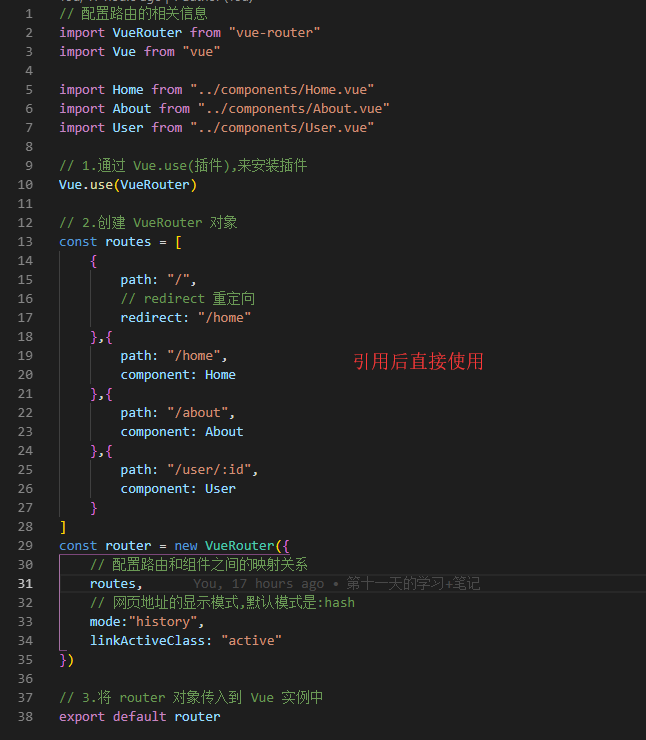 1 // 配置路由的相关信息
2 import VueRouter from "vue-router"
3 import Vue from "vue"
4
5 import Home from "../components/Home.vue"
6 import About from "../components/About.vue"
7 import User from "../components/User.vue"
8
9 // 1.通过 Vue.use(插件),来安装插件
10 Vue.use(VueRouter)
11
12 // 2.创建 VueRouter 对象
13 const routes = [
14 {
15 path: "/",
16 // redirect 重定向
17 redirect: "/home"
18 },{
19 path: "/home",
引用后直接使用
20 component: Home
21 },{
22 path: "/about",
23 component: About
24 },{
25 path: "/user/:id",
26 component: User
27 }
28 ]
29 const router = new VueRouter({
30 // 配置路由和组件之间的映射关系
31 routes, You, 17 hours ago • 第十一天的学习+笔记
32 // 网页地址的显示模式,默认模式是:hash
33 mode:"history",
34 linkActiveClass: "active"
35 })
36
37 // 3.将 router 对象传入到 Vue 实例中
38 export default router